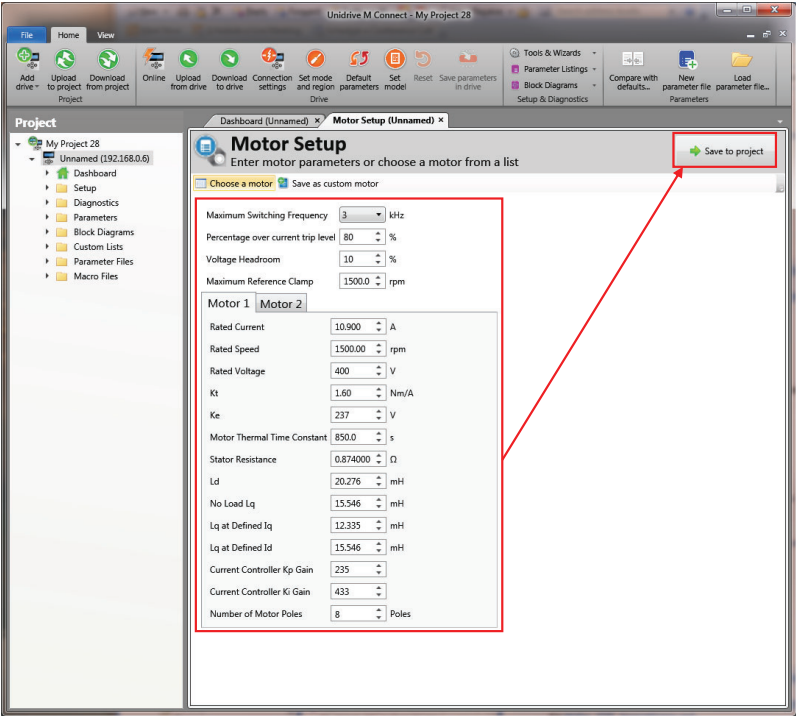 Unidrive M Connect - My Project 28
File Home View
Add drive Upload to project Download from project
Project
Online Upload from drive Download to drive Connection settings Set mode and region Default parameters Set model Reset Save parameters in drive
Drive
Tools & Wizards
Parameter Listings
Block Diagrams
Setup & Diagnostics
Compare with defaults... New parameter file Load parameter file...
Parameters
Project
My Project 28
Unnamed (192.168.0.6)
Dashboard
Setup
Diagnostics
Parameters
Block Diagrams
Custom Lists
Parameter Files
Macro Files
Dashboard (Unnamed) × Motor Setup (Unnamed) ×
Motor Setup
Enter motor parameters or choose a motor from a list
Save to project
Choose a motor Save as custom motor
Maximum Switching Frequency 3 kHz
Percentage over current trip level 80 %
Voltage Headroom 10 %
Maximum Reference Clamp 1500.0 rpm
Motor 1 Motor 2
Rated Current 10.900 A
Rated Speed 1500.00 rpm
Rated Voltage 400 V
Kt 1.60 Nm/A
Ke 237 V
Motor Thermal Time Constant 850.0 s
Stator Resistance 0.874000 Ω
Ld 20.276 mH
No Load Lq 15.546 mH
Lq at Defined Iq 12.335 mH
Lq at Defined Id 15.546 mH
Current Controller Kp Gain 235
Current Controller Ki Gain 433
Number of Motor Poles 8 Poles